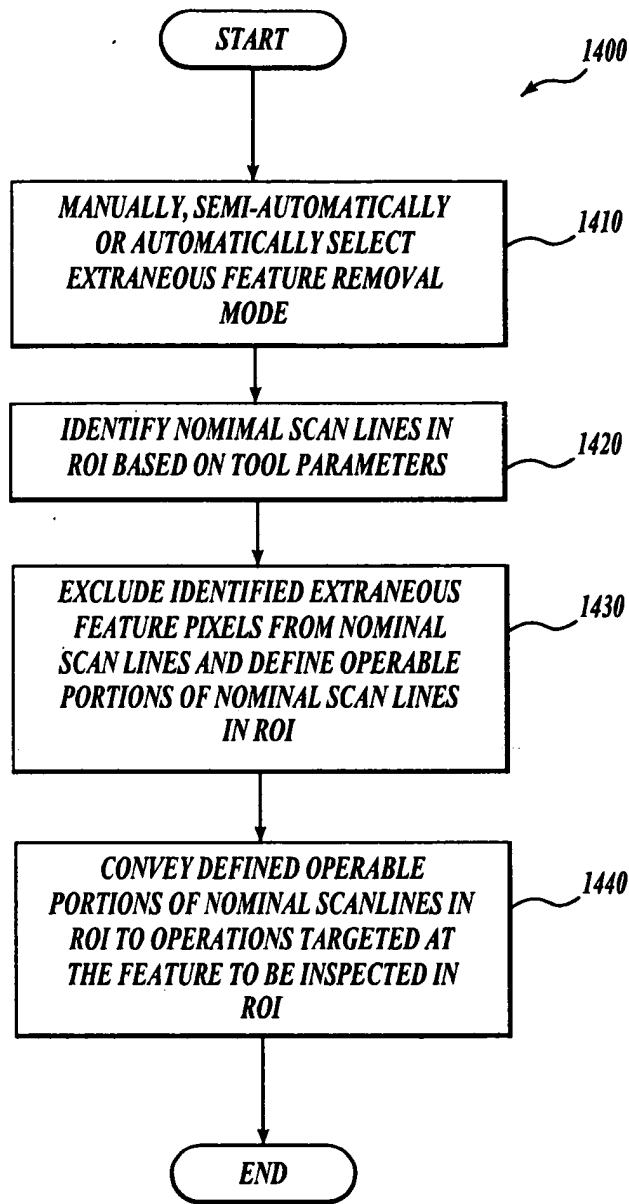 START
1400
MANUALLY, SEMI-AUTOMATICALLY
OR AUTOMATICALLY SELECT
EXTRANEOUS FEATURE REMOVAL
MODE
1410
IDENTIFY NOMIMAL SCAN LINES IN
ROI BASED ON TOOL PARAMETERS
1420
EXCLUDE IDENTIFIED EXTRANEOUS
FEATURE PIXELS FROM NOMINAL
SCAN LINES AND DEFINE OPERABLE
PORTIONS OF NOMINAL SCAN LINES
IN ROI
1430
CONVEY DEFINED OPERABLE
PORTIONS OF NOMINAL SCANLINES IN
ROI TO OPERATIONS TARGETED AT
THE FEATURE TO BE INSPECTED IN
ROI
1440
END